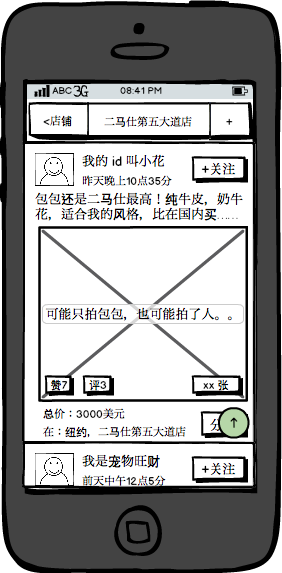 ABC 3G 08:41 PM
<店铺 二马仕第五大道店 +
我的 id 叫小花
+关注
昨天晚上10点35分
包包还是二马仕最高！纯牛皮，奶牛
花，适合我的风格，比在国内买……
可能只拍包包，也可能拍了人。。
赞7 评3 xx 张
总价：3000美元
分
在：纽约，二马仕第五大道店
我是宠物旺财
+关注
前天中午12点5分